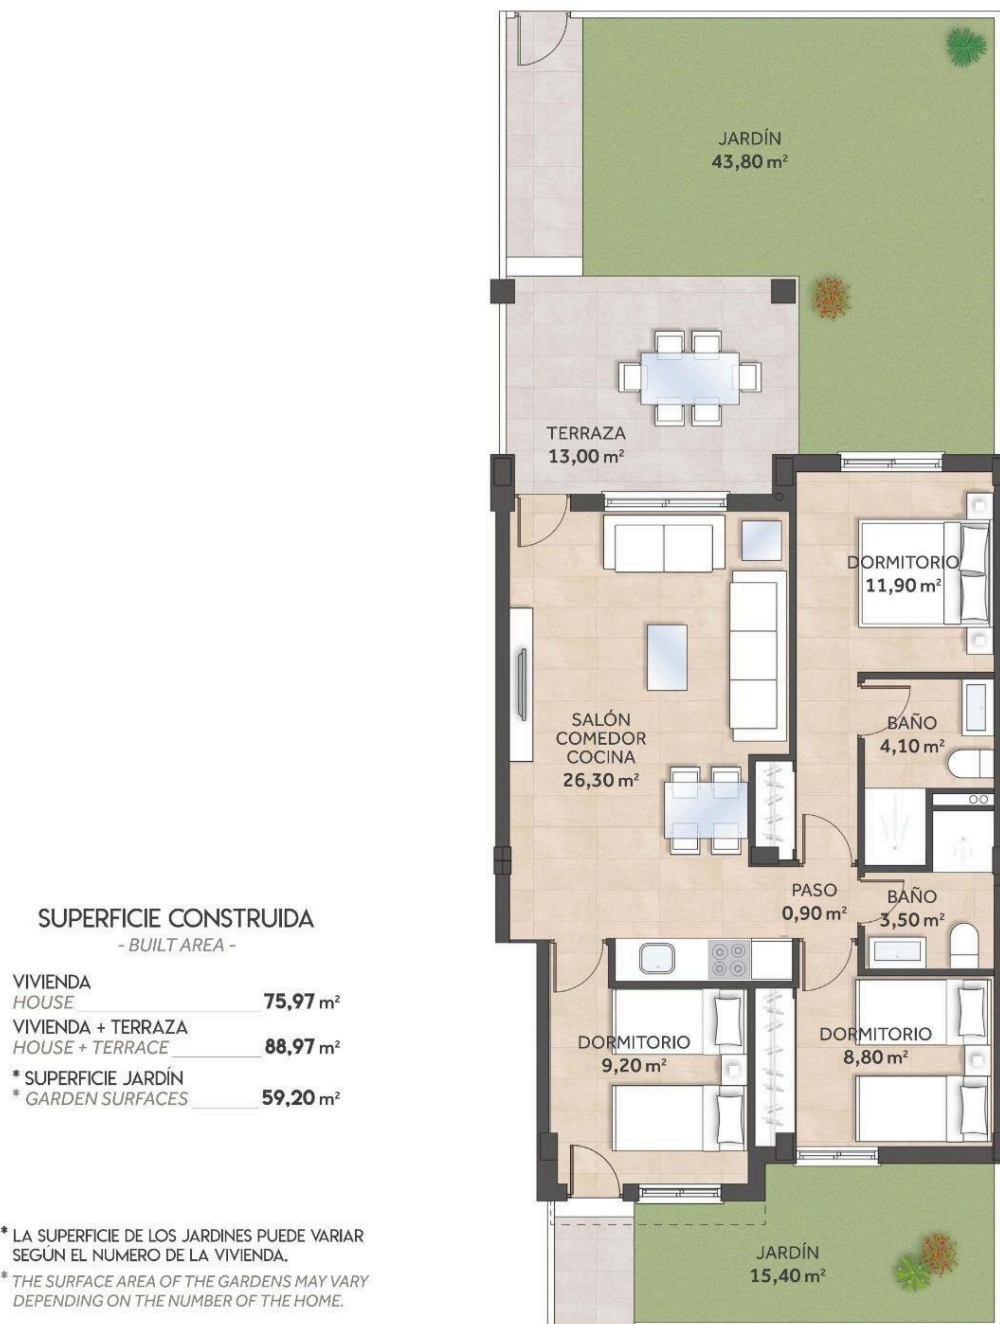 JARDÍN
43,80 m²
TERRAZA
13,00 m²
DORMITORIO
11,90 m²
SALÓN
COMEDOR
COCINA
26,30 m²
BAÑO
4,10 m²
PASO
0,90 m²
BAÑO
3,50 m²
DORMITORIO
9,20 m²
DORMITORIO
8,80 m²
JARDÍN
15,40 m²
SUPERFICIE CONSTRUIDA
- BUILT AREA -
VIVIENDA
HOUSE 75,97 m²
VIVIENDA + TERRAZA
HOUSE + TERRACE 88,97 m²
* SUPERFICIE JARDÍN
* GARDEN SURFACES 59,20 m²
* LA SUPERFICIE DE LOS JARDINES PUEDE VARIAR
SEGÚN EL NUMERO DE LA VIVIENDA.
* THE SURFACE AREA OF THE GARDENS MAY VARY
DEPENDING ON THE NUMBER OF THE HOME.